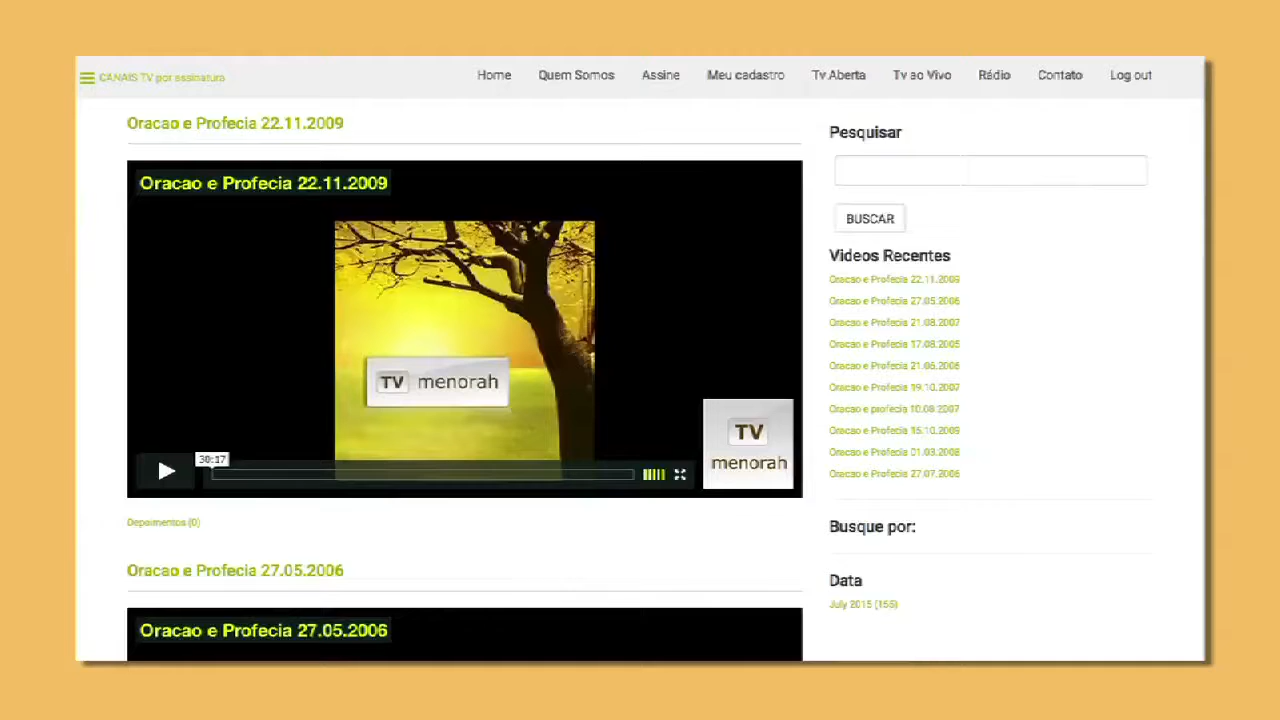 CANAIS TV por assinatura
Home Quem Somos Assine Meu cadastro Tv Aberta Tv ao Vivo Rádio Contato Log out
Oracao e Profecia 22.11.2009
Oracao e Profecia 22.11.2009
TV menorah
TV
menorah
30:17
Depoimentos (0)
Oracao e Profecia 27.05.2006
Oracao e Profecia 27.05.2006
Pesquisar
BUSCAR
Videos Recentes
Oracao e Profecia 22.11.2009
Oracao e Profecia 27.05.2006
Oracao e Profecia 21.08.2007
Oracao e Profecia 17.08.2005
Oracao e Profecia 21.06.2006
Oracao e Profecia 19.10.2007
Oracao e profecia 10.08.2007
Oracao e Profecia 15.10.2009
Oracao e Profecia 01.03.2008
Oracao e Profecia 27.07.2006
Busque por:
Data
July 2015 (155)